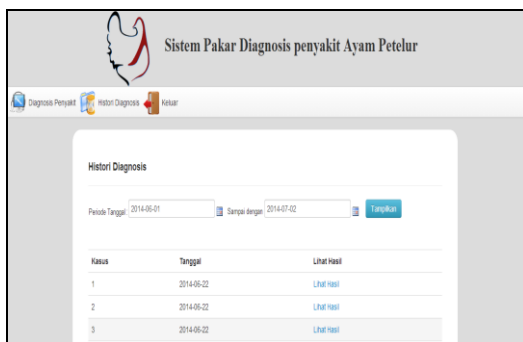 Sistem Pakar Diagnosis penyakit Ayam Petelur
Diagnosis Penyakit Histori Diagnosis Keluar
Histori Diagnosis
Periode Tanggal: 2014-06-01 Sampai dengan 2014-07-02 Tampilkan
Kasus Tanggal Lihat Hasil
1 2014-06-22 Lihat Hasil
2 2014-06-22 Lihat Hasil
3 2014-06-22 Lihat Hasil